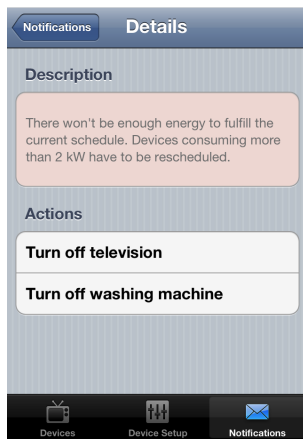 Notifications
Details
Description
There won't be enough energy to fulfill the
current schedule. Devices consuming more
than 2 kW have to be rescheduled.
Actions
Turn off television
Turn off washing machine
Devices
Device Setup
Notifications